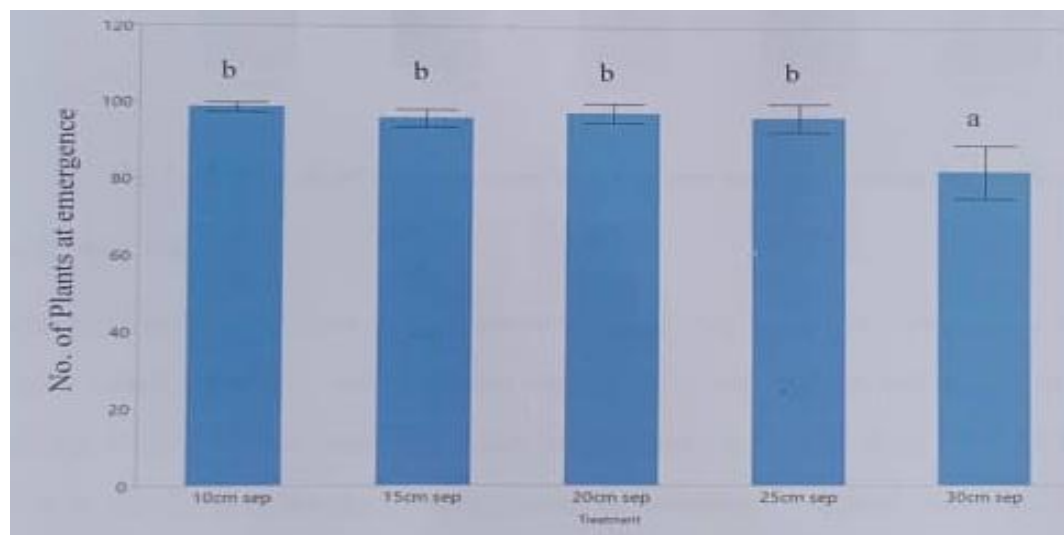 120
b b b b
100
a
80
60
40
20
0
No. of Plants at emergence
10cm sep 15cm sep 20cm sep 25cm sep 30cm sep
Treatment